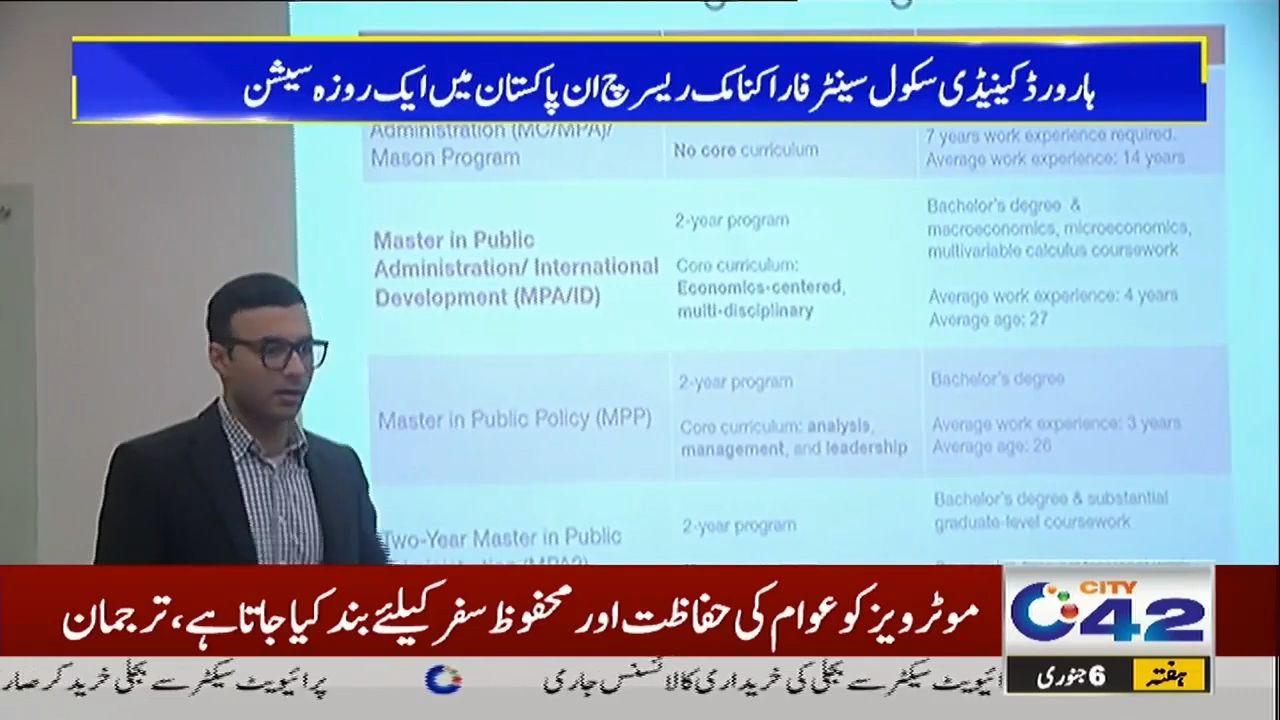 ہارورڈ کینیڈی سکول سینٹر فار اکنامک ریسرچ ان پاکستان میں ایک روزہ سیشن
Administration (MC/MPA)/
Mason Program
No core curriculum
7 years work experience required.
Average work experience: 14 years
Master in Public
Administration/ International
Development (MPA/ID)
2-year program
Core curriculum:
Economics-centered,
multi-disciplinary
Bachelor's degree &
macroeconomics, microeconomics,
multivariable calculus coursework
Average work experience: 4 years
Average age: 27
Master in Public Policy (MPP)
2-year program
Core curriculum: analysis,
management, and leadership
Bachelor's degree
Average work experience: 3 years
Average age: 26
Two-Year Master in Public
2-year program
Bachelor's degree & substantial
graduate-level coursework
موٹرویز کو عوام کی حفاظت اور محفوظ سفر کیلئے بند کیا جاتا ہے، ترجمان
CITY
42
ہفتہ
6 جنوری
ائیویٹ سیکٹر سے بجلی کی خریداری کا لائسنس جاری
پرائیویٹ سیکٹر سے بجلی خرید کر صار